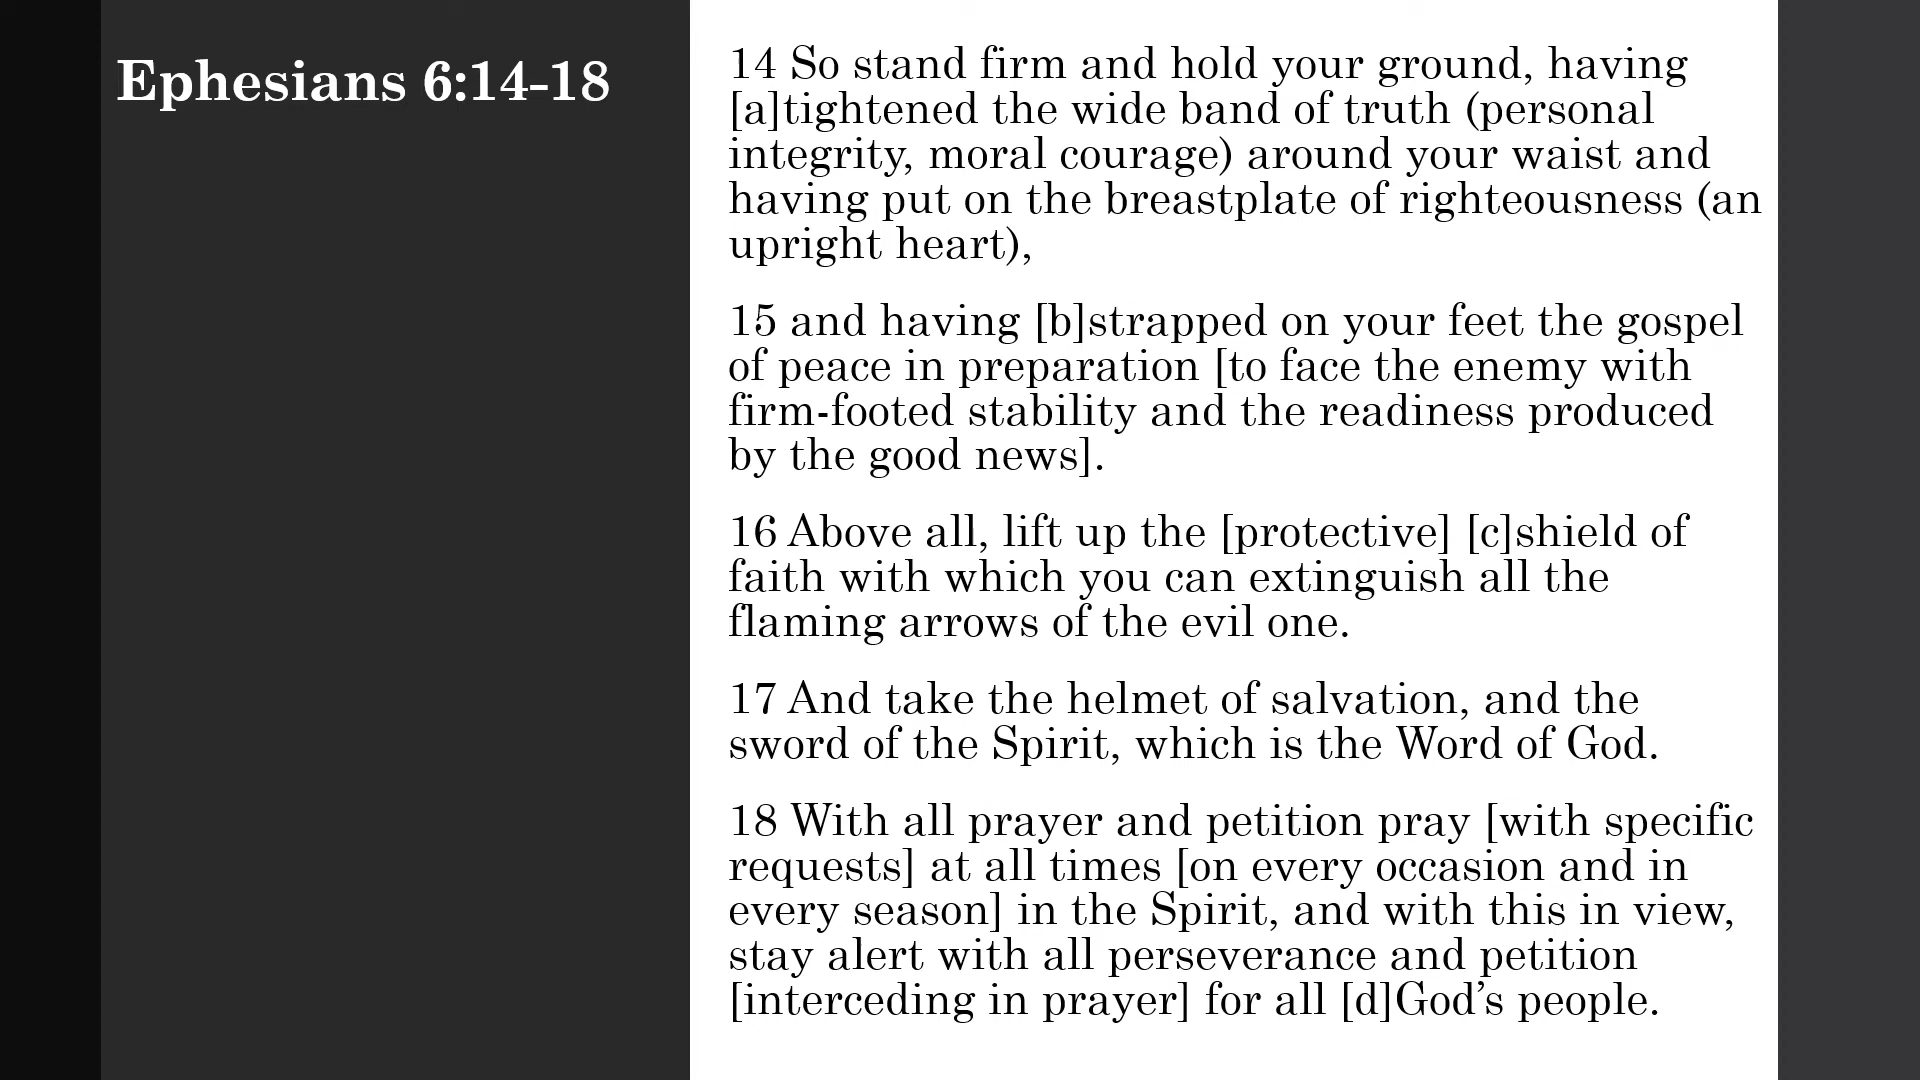 Ephesians 6:14-18
14 So stand firm and hold your ground, having
[a]tightened the wide band of truth (personal
integrity, moral courage) around your waist and
having put on the breastplate of righteousness (an
upright heart),
15 and having [b]strapped on your feet the gospel
of peace in preparation [to face the enemy with
firm-footed stability and the readiness produced
by the good news].
16 Above all, lift up the [protective] [c]shield of
faith with which you can extinguish all the
flaming arrows of the evil one.
17 And take the helmet of salvation, and the
sword of the Spirit, which is the Word of God.
18 With all prayer and petition pray [with specific
requests] at all times [on every occasion and in
every season] in the Spirit, and with this in view,
stay alert with all perseverance and petition
[interceding in prayer] for all [d]God’s people.